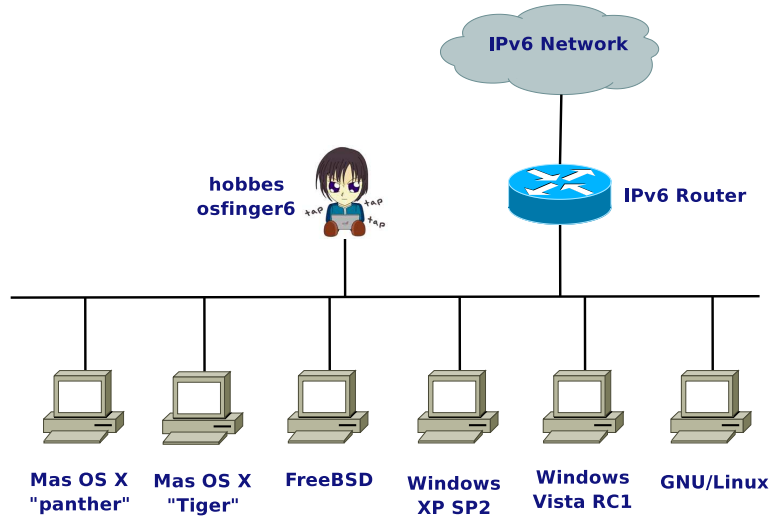 IPv6 Network
hobbes
osfinger6
tap
tap
tap
IPv6 Router
Mas OS X
"panther"
Mas OS X
"Tiger"
FreeBSD
Windows
XP SP2
Windows
Vista RC1
GNU/Linux